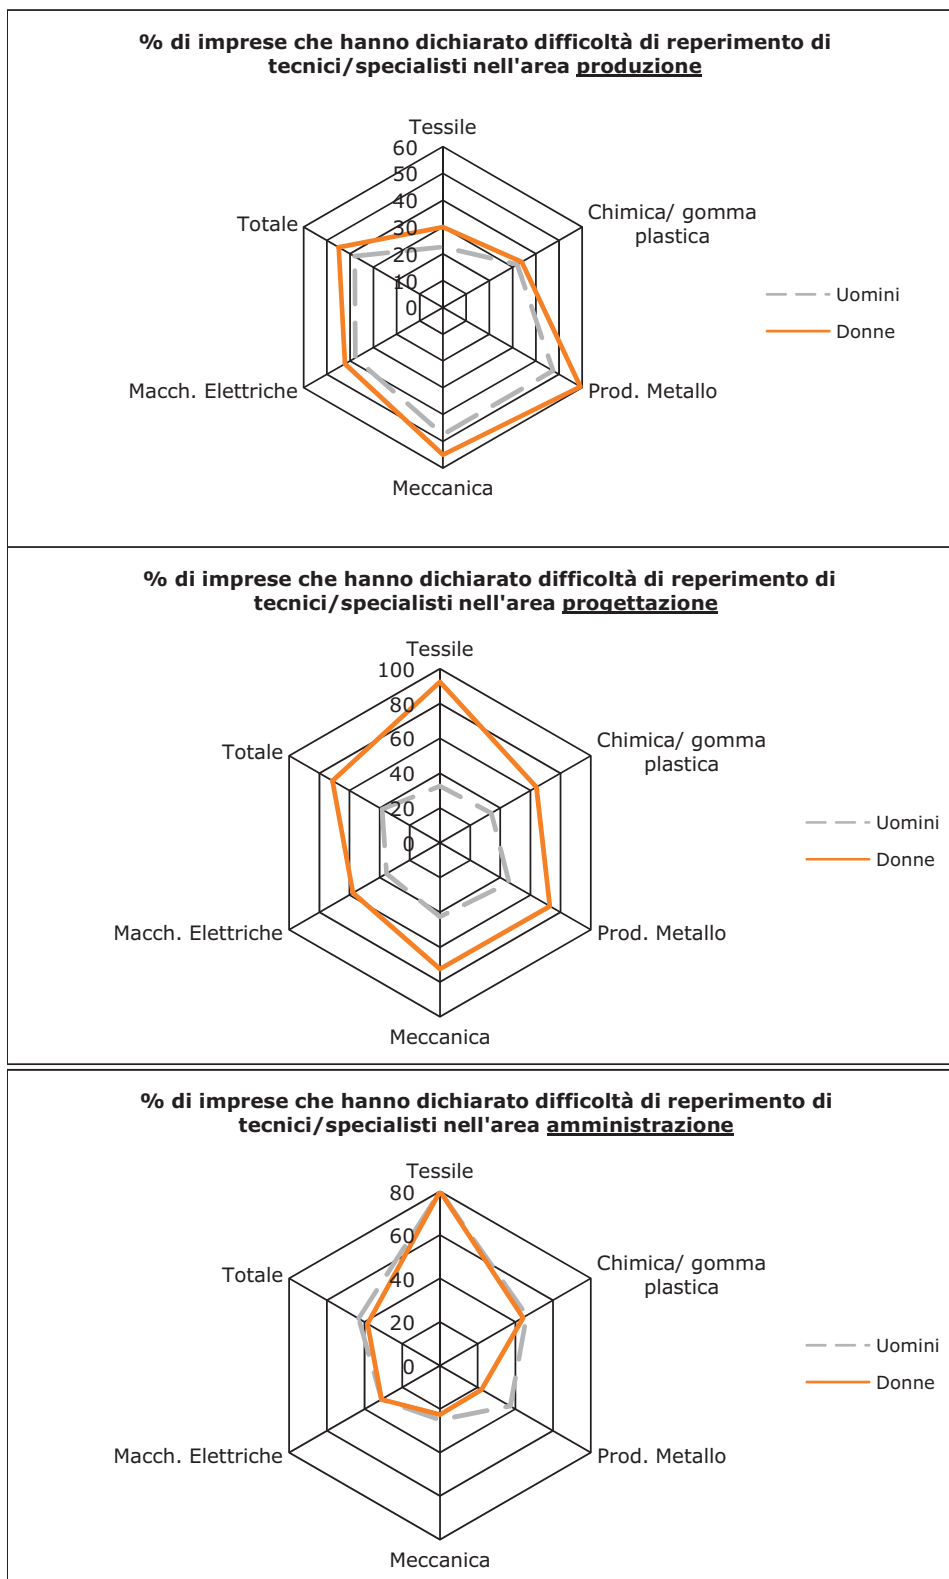 % di imprese che hanno dichiarato difficoltà di reperimento di
tecnici/specialisti nell'area produzione
Tessile
60
50
40
30
20
10
0
Chimica/ gomma
plastica
Totale
Uomini
Donne
Macch. Elettriche
Prod. Metallo
Meccanica
% di imprese che hanno dichiarato difficoltà di reperimento di
tecnici/specialisti nell'area progettazione
Tessile
100
80
60
40
20
0
Chimica/ gomma
plastica
Totale
Uomini
Donne
Macch. Elettriche
Prod. Metallo
Meccanica
% di imprese che hanno dichiarato difficoltà di reperimento di
tecnici/specialisti nell'area amministrazione
Tessile
80
60
40
20
0
Chimica/ gomma
plastica
Totale
Uomini
Donne
Macch. Elettriche
Prod. Metallo
Meccanica